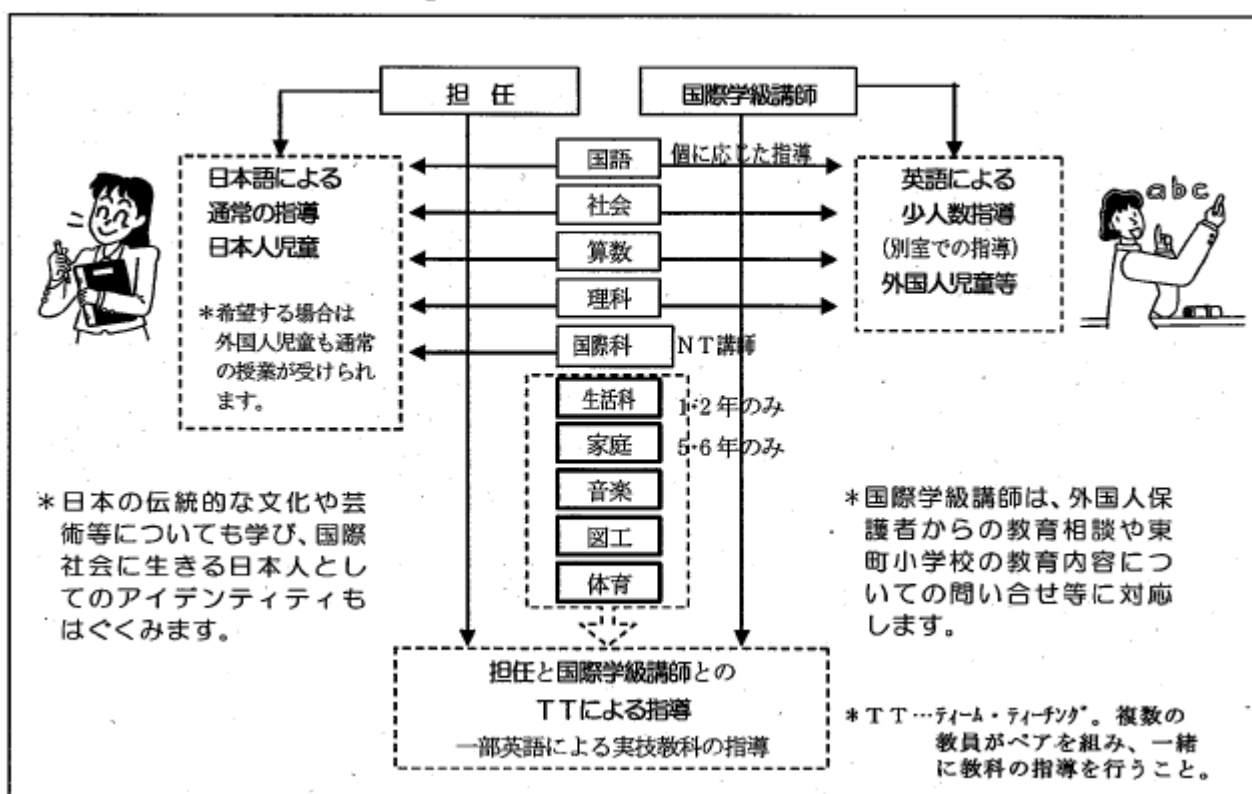 担 任
国際学級講師
日本語による
通常の指導
日本人児童
*希望する場合は
外国人児童も通常
の授業が受けられ
ます。
国語
個に応じた指導
社会
算数
理科
国際科
NT講師
生活科
1・2年のみ
家庭
5・6年のみ
音楽
図工
体育
英語による
少人数指導
(別室での指導)
外国人児童等
abc
*日本の伝統的な文化や芸
術等についても学び、国際
社会に生きる日本人とし
てのアイデンティティも
はぐくみます。
*国際学級講師は、外国人保
護者からの教育相談や東
町小学校の教育内容につ
いての問い合せ等に対応
します。
担任と国際学級講師との
TTによる指導
一部英語による実技教科の指導
*TT…ティーム・ティーチング。複数の
教員がペアを組み、一緒
に教科の指導を行うこと。